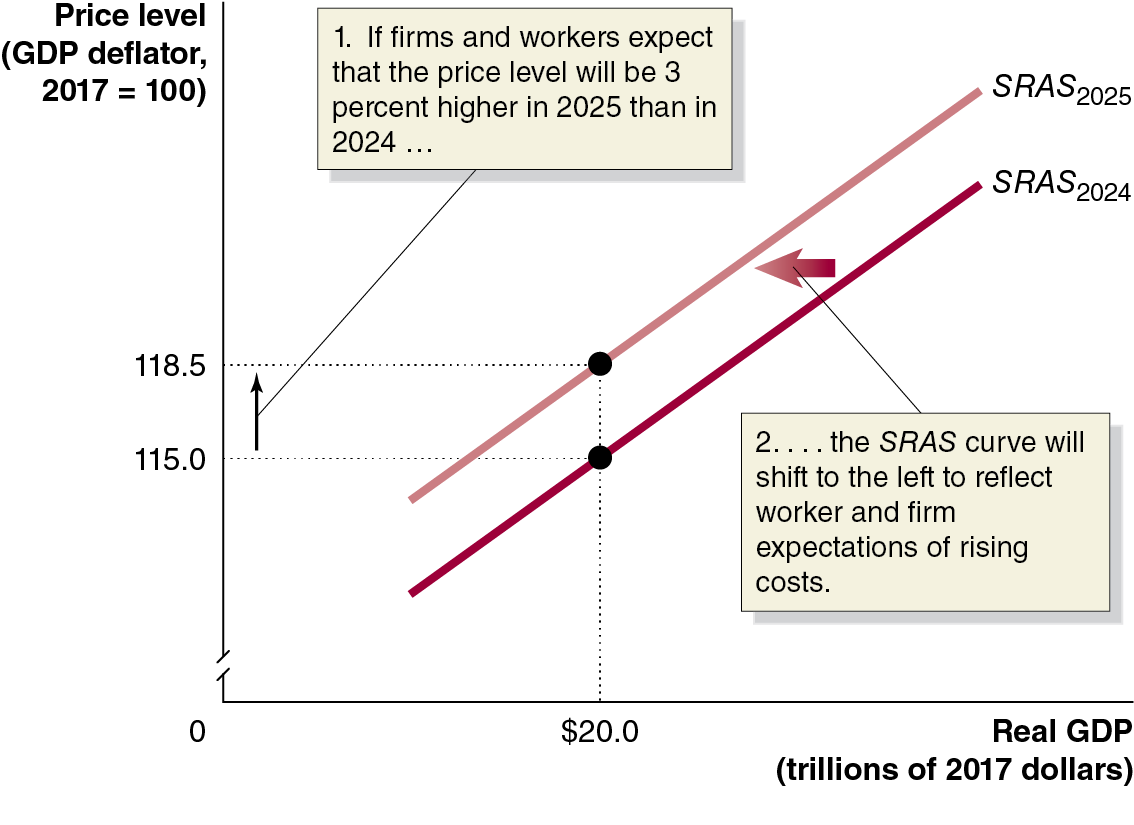 Price level
(GDP deflator,
2017 = 100)
1. If firms and workers expect
that the price level will be 3
percent higher in 2025 than in
2024 …
SRAS2025
SRAS2024
118.5
115.0
2. . . . the SRAS curve will
shift to the left to reflect
worker and firm
expectations of rising
costs.
0
$20.0
Real GDP
(trillions of 2017 dollars)